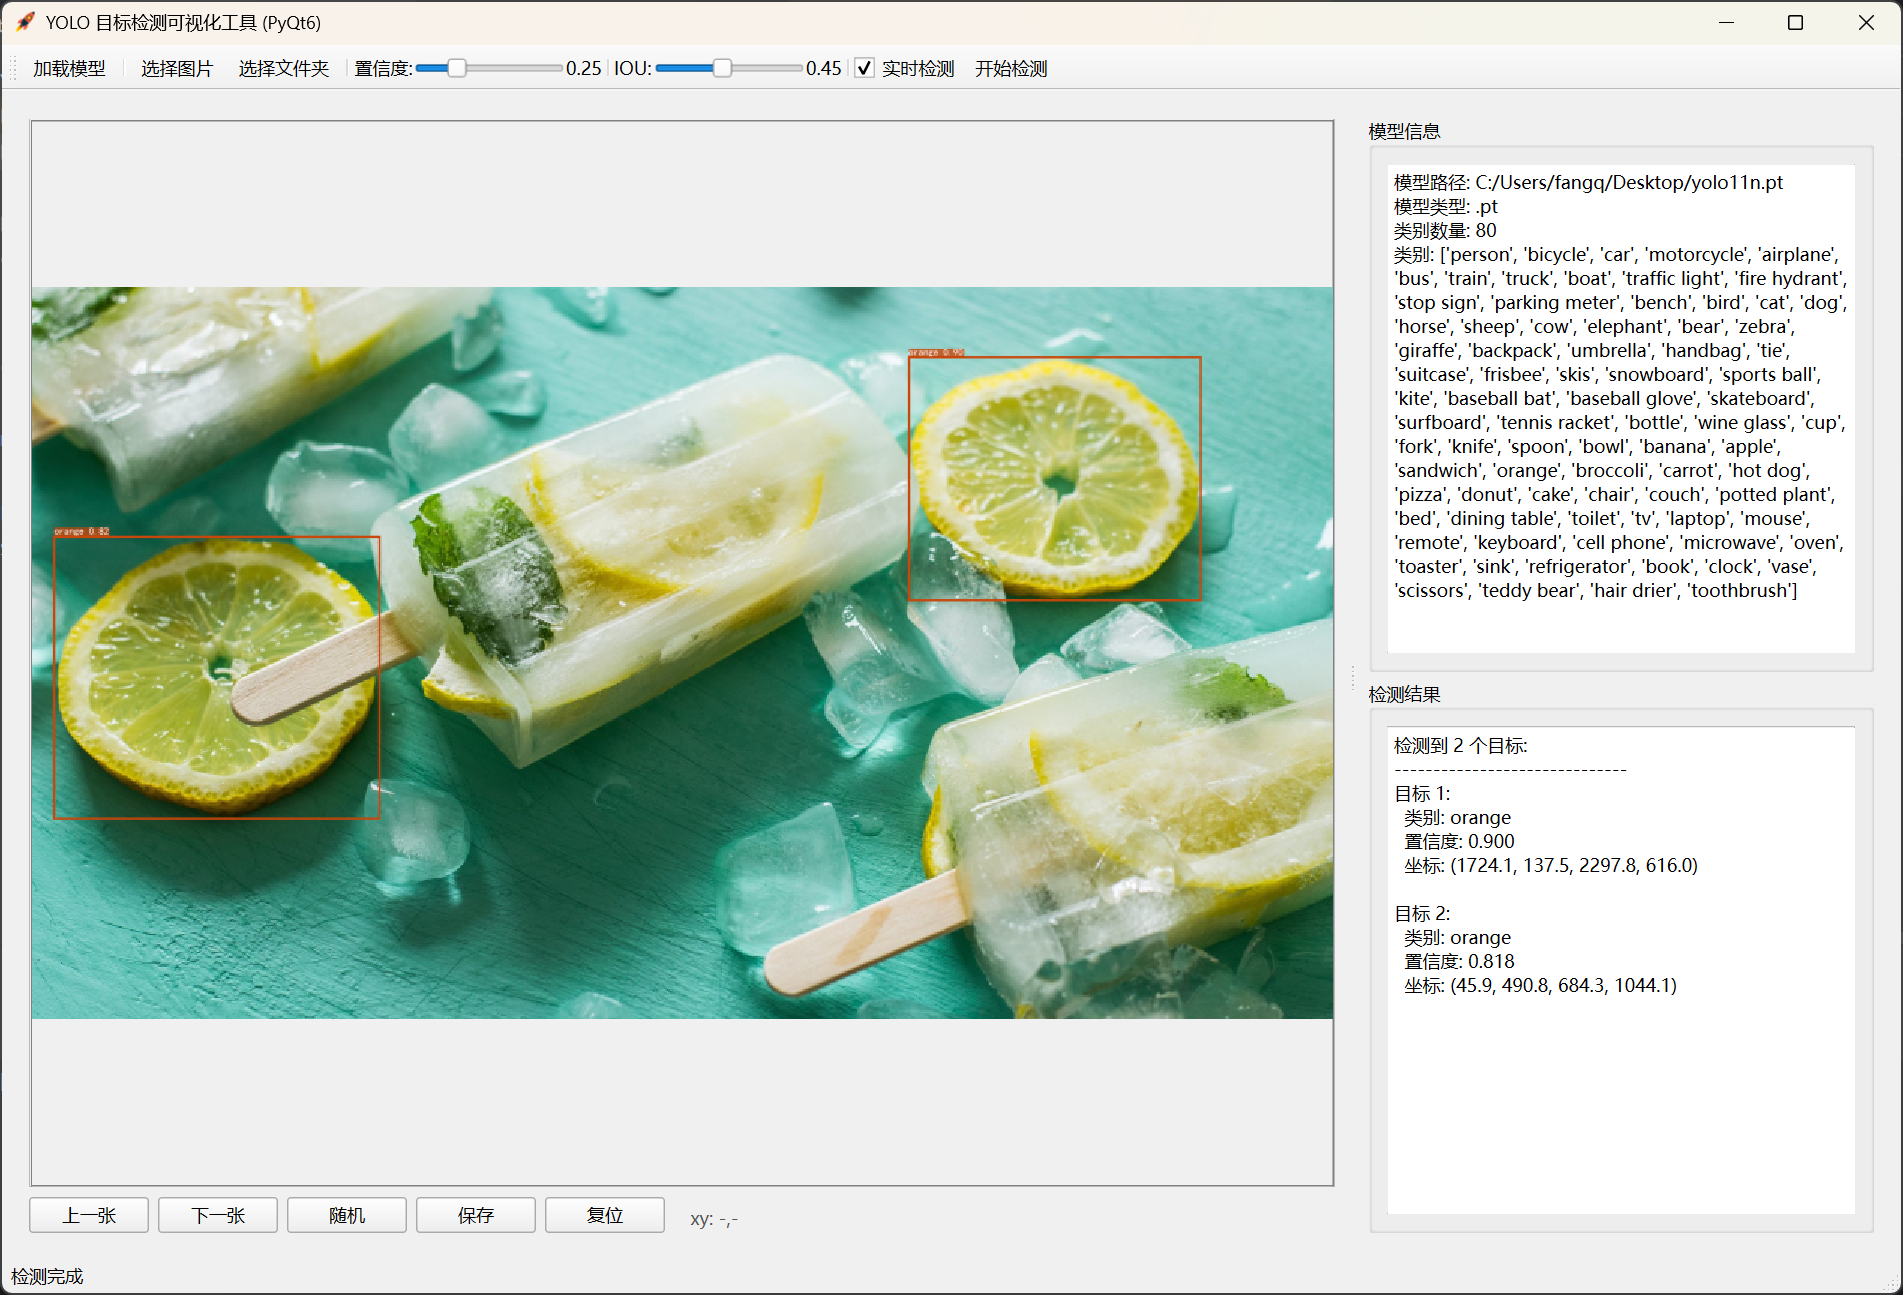 YOLO 目标检测可视化工具 (PyQt6)
加载模型 选择图片 选择文件夹 置信度: 0.25 IOU: 0.45 实时检测 开始检测
orange 0.90
orange 0.82
模型信息
模型路径: C:/Users/fangq/Desktop/yolo11n.pt
模型类型: .pt
类别数量: 80
类别: ['person', 'bicycle', 'car', 'motorcycle', 'airplane',
'bus', 'train', 'truck', 'boat', 'traffic light', 'fire hydrant',
'stop sign', 'parking meter', 'bench', 'bird', 'cat', 'dog',
'horse', 'sheep', 'cow', 'elephant', 'bear', 'zebra',
'giraffe', 'backpack', 'umbrella', 'handbag', 'tie',
'suitcase', 'frisbee', 'skis', 'snowboard', 'sports ball',
'kite', 'baseball bat', 'baseball glove', 'skateboard',
'surfboard', 'tennis racket', 'bottle', 'wine glass', 'cup',
'fork', 'knife', 'spoon', 'bowl', 'banana', 'apple',
'sandwich', 'orange', 'broccoli', 'carrot', 'hot dog',
'pizza', 'donut', 'cake', 'chair', 'couch', 'potted plant',
'bed', 'dining table', 'toilet', 'tv', 'laptop', 'mouse',
'remote', 'keyboard', 'cell phone', 'microwave', 'oven',
'toaster', 'sink', 'refrigerator', 'book', 'clock', 'vase',
'scissors', 'teddy bear', 'hair drier', 'toothbrush']
检测结果
检测到 2 个目标:
------------------------------
目标 1:
类别: orange
置信度: 0.900
坐标: (1724.1, 137.5, 2297.8, 616.0)
目标 2:
类别: orange
置信度: 0.818
坐标: (45.9, 490.8, 684.3, 1044.1)
上一张 下一张 随机 保存 复位 xy: -,-
检测完成